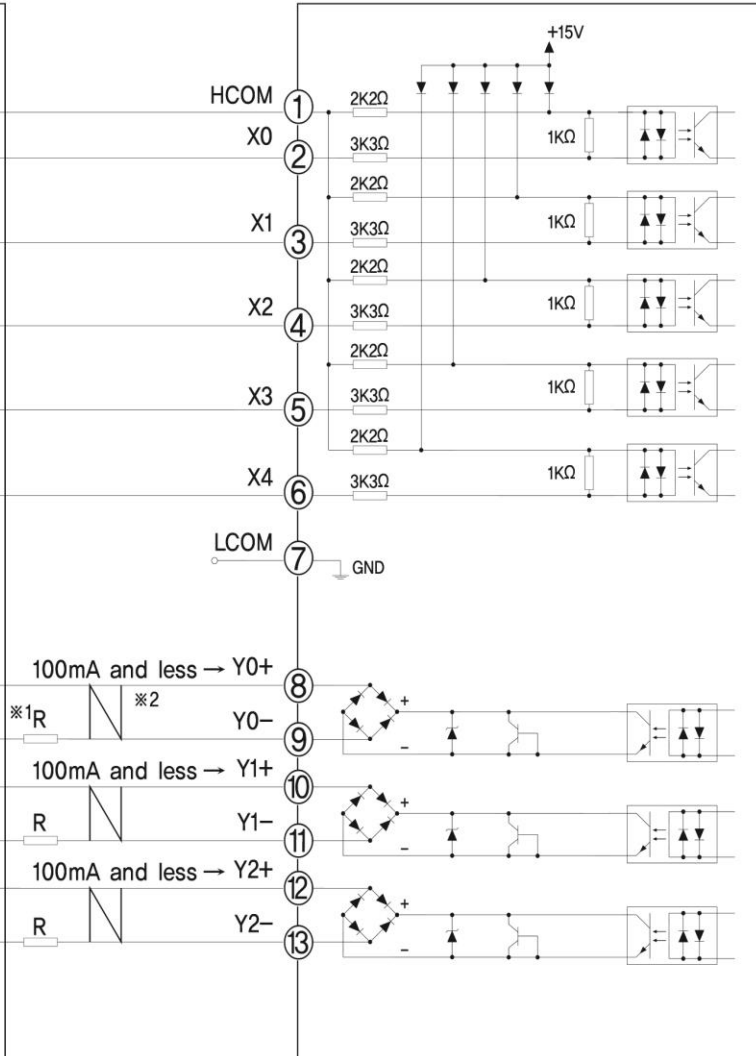 +15V
HCOM 1 2K2Ω
X0 2 3K3Ω 1KΩ
2K2Ω
X1 3 3K3Ω 1KΩ
2K2Ω
X2 4 3K3Ω 1KΩ
2K2Ω
X3 5 3K3Ω 1KΩ
2K2Ω
X4 6 3K3Ω 1KΩ
LCOM 7 GND
100mA and less → Y0+ 8
※1 R ※2 Y0− 9 + −
100mA and less → Y1+ 10
R Y1− 11 + −
100mA and less → Y2+ 12
R Y2− 13 + −